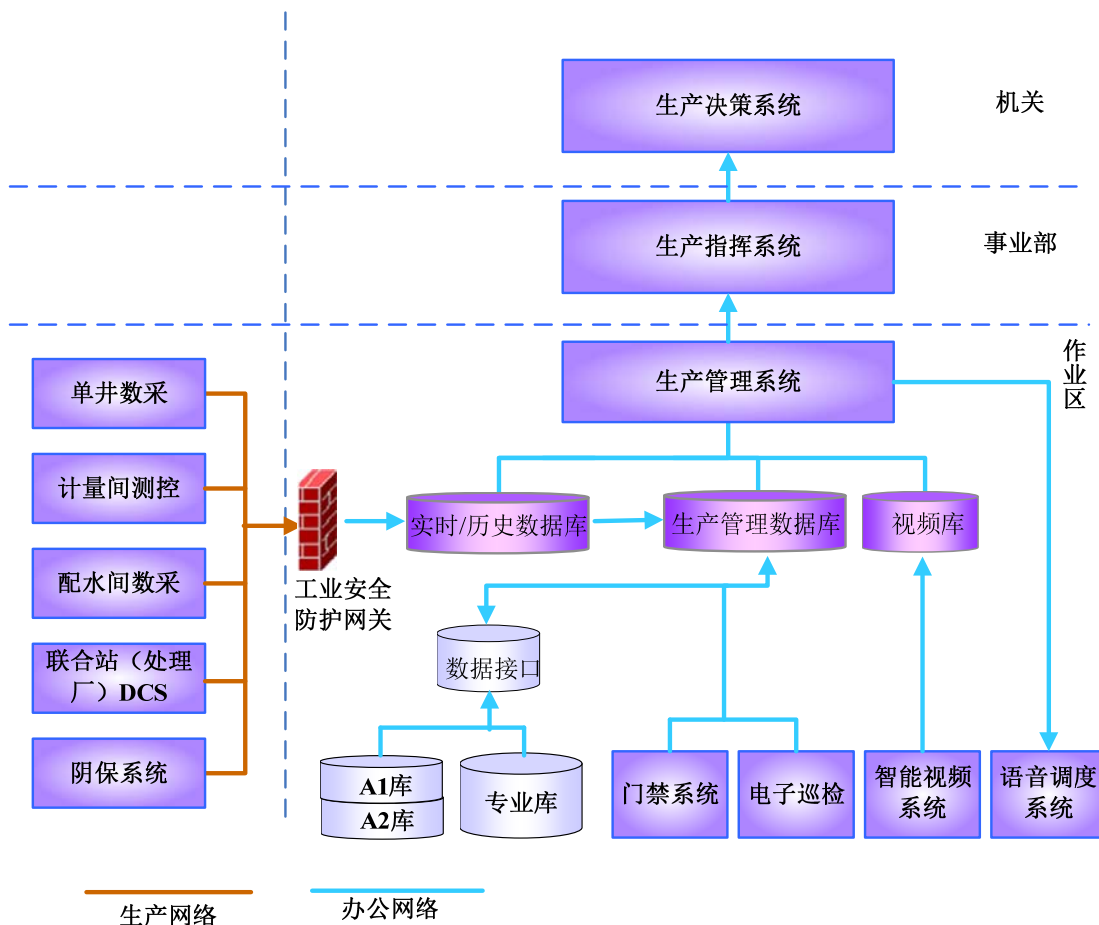 生产决策系统
机关
生产指挥系统
事业部
生产管理系统
作
业
区
单井数采
计量间测控
配水间数采
联合站（处理
厂）DCS
阴保系统
工业安全
防护网关
实时/历史数据库
生产管理数据库
视频库
数据接口
A1库
A2库
专业库
门禁系统
电子巡检
智能视频
系统
语音调度
系统
生产网络
办公网络